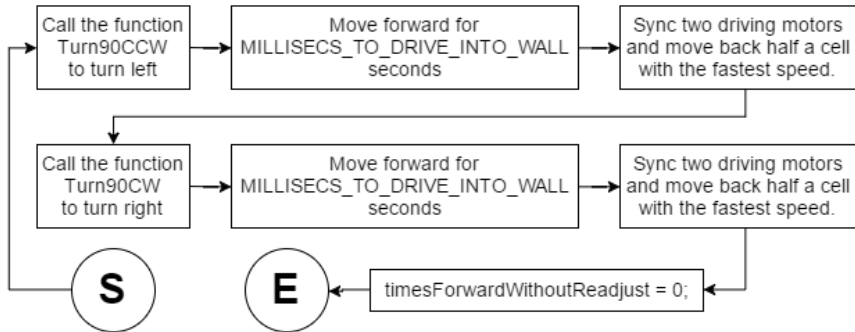 Call the function
Turn90CCW
to turn left
Move forward for
MILLISECS_TO_DRIVE_INTO_WALL
seconds
Sync two driving motors
and move back half a cell
with the fastest speed.
Call the function
Turn90CW
to turn right
Move forward for
MILLISECS_TO_DRIVE_INTO_WALL
seconds
Sync two driving motors
and move back half a cell
with the fastest speed.
S
E
timesForwardWithoutReadjust = 0;